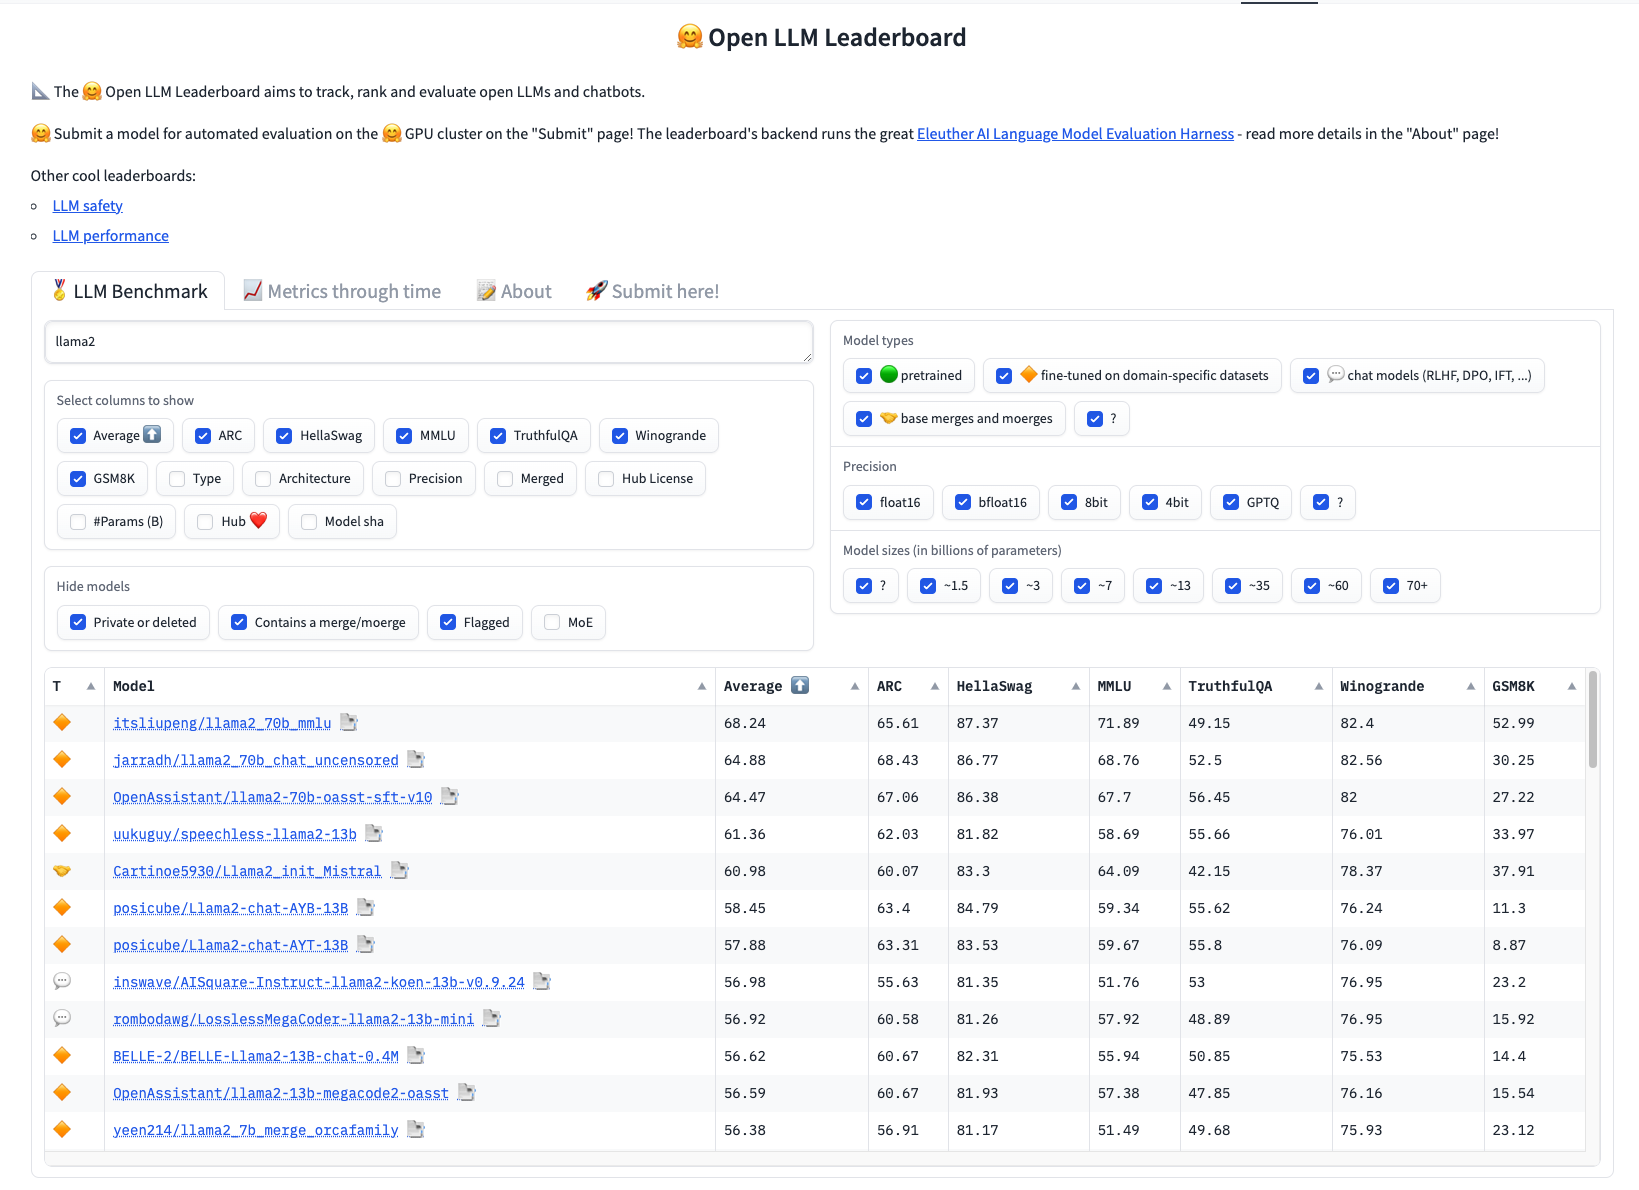 🤗 Open LLM Leaderboard
📐 The 🤗 Open LLM Leaderboard aims to track, rank and evaluate open LLMs and chatbots.
🤗 Submit a model for automated evaluation on the 🤗 GPU cluster on the "Submit" page! The leaderboard's backend runs the great Eleuther AI Language Model Evaluation Harness - read more details in the "About" page!
Other cool leaderboards:
LLM safety
LLM performance
🏅 LLM Benchmark 📈 Metrics through time 📝 About 🚀 Submit here!
llama2
Select columns to show
Average ⬆️ ARC HellaSwag MMLU TruthfulQA Winogrande
GSM8K Type Architecture Precision Merged Hub License
#Params (B) Hub ❤️ Model sha
Hide models
Private or deleted Contains a merge/moerge Flagged MoE
Model types
pretrained fine-tuned on domain-specific datasets chat models (RLHF, DPO, IFT, ...)
base merges and moerges ?
Precision
float16 bfloat16 8bit 4bit GPTQ ?
Model sizes (in billions of parameters)
? ~1.5 ~3 ~7 ~13 ~35 ~60 70+
T Model Average ⬆️ ARC HellaSwag MMLU TruthfulQA Winogrande GSM8K
itsliupeng/llama2_70b_mmlu 68.24 65.61 87.37 71.89 49.15 82.4 52.99
jarradh/llama2_70b_chat_uncensored 64.88 68.43 86.77 68.76 52.5 82.56 30.25
OpenAssistant/llama2-70b-oasst-sft-v10 64.47 67.06 86.38 67.7 56.45 82 27.22
uukuguy/speechless-llama2-13b 61.36 62.03 81.82 58.69 55.66 76.01 33.97
Cartinoe5930/Llama2_init_Mistral 60.98 60.07 83.3 64.09 42.15 78.37 37.91
posicube/Llama2-chat-AYB-13B 58.45 63.4 84.79 59.34 55.62 76.24 11.3
posicube/Llama2-chat-AYT-13B 57.88 63.31 83.53 59.67 55.8 76.09 8.87
inswave/AISquare-Instruct-llama2-koen-13b-v0.9.24 56.98 55.63 81.35 51.76 53 76.95 23.2
rombodawg/LosslessMegaCoder-llama2-13b-mini 56.92 60.58 81.26 57.92 48.89 76.95 15.92
BELLE-2/BELLE-Llama2-13B-chat-0.4M 56.62 60.67 82.31 55.94 50.85 75.53 14.4
OpenAssistant/llama2-13b-megacode2-oasst 56.59 60.67 81.93 57.38 47.85 76.16 15.54
yeen214/llama2_7b_merge_orcafamily 56.38 56.91 81.17 51.49 49.68 75.93 23.12